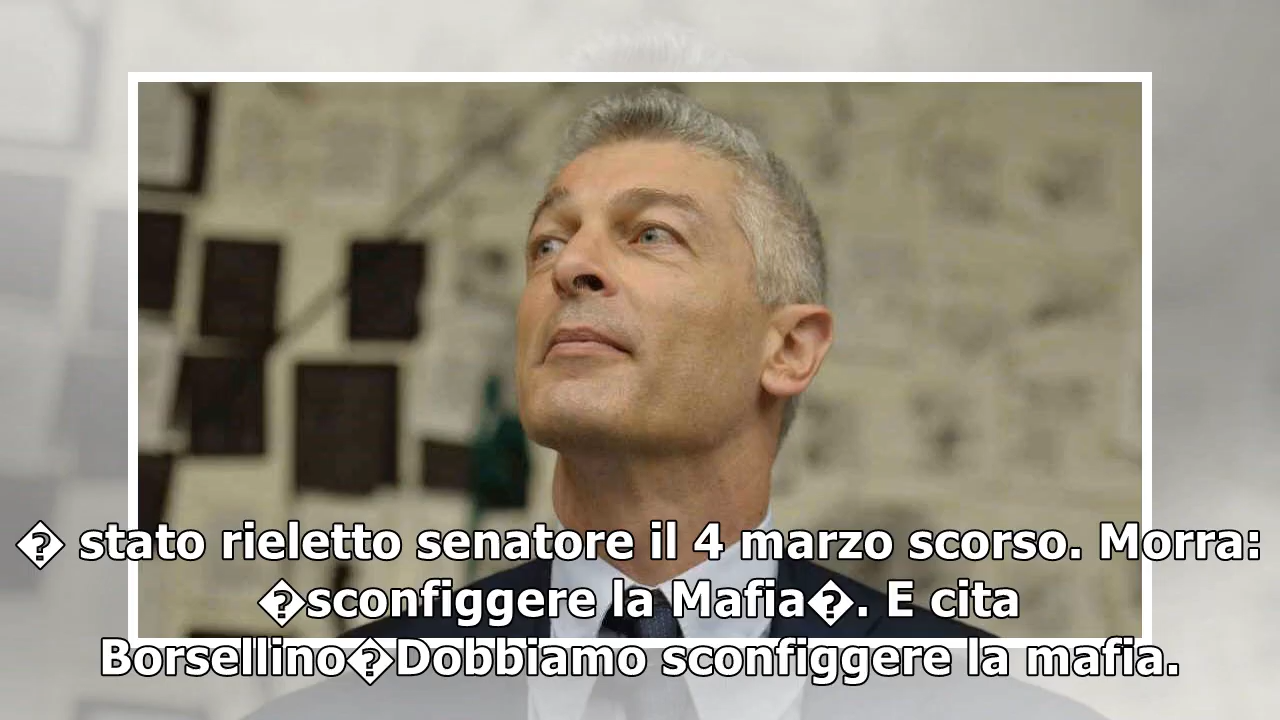 � stato rieletto senatore il 4 marzo scorso. Morra:
�sconfiggere la Mafia�. E cita
Borsellino�Dobbiamo sconfiggere la mafia.